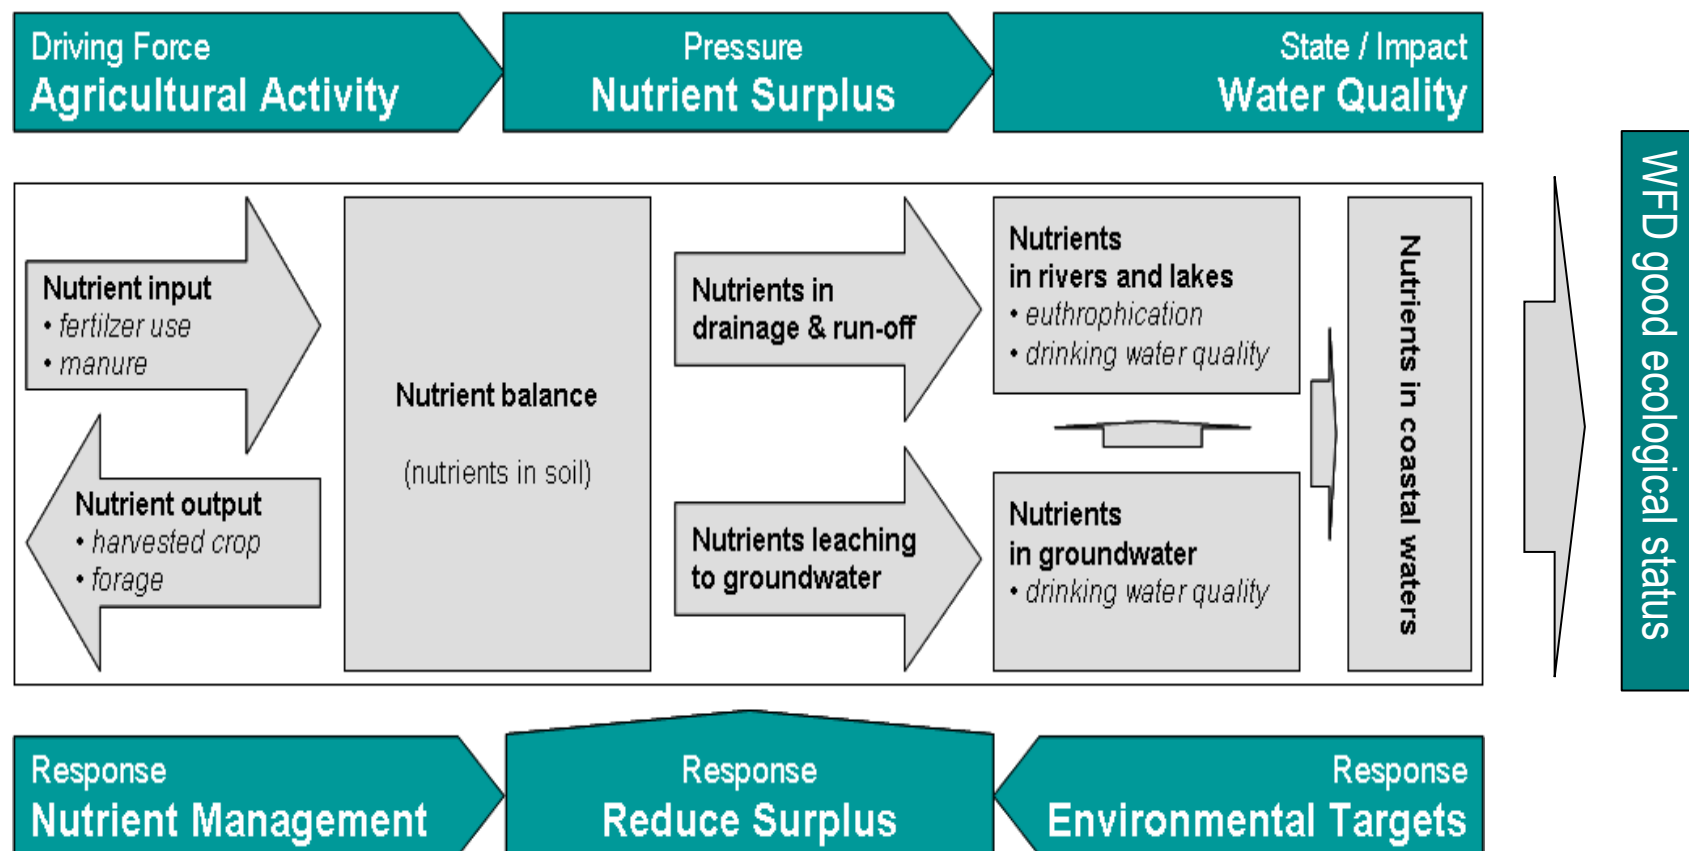 Driving Force
Agricultural Activity
Pressure
Nutrient Surplus
State / Impact
Water Quality
Nutrient input
• fertilzer use
• manure
Nutrient output
• harvested crop
• forage
Nutrient balance
(nutrients in soil)
Nutrients in
drainage & run-off
Nutrients leaching
to groundwater
Nutrients
in rivers and lakes
• euthrophication
• drinking water quality
Nutrients
in groundwater
• drinking water quality
Nutrients in coastal waters
WFD good ecological status
Response
Nutrient Management
Response
Reduce Surplus
Response
Environmental Targets